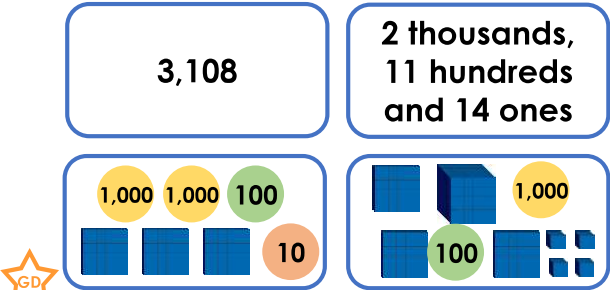 3,108
2 thousands,
11 hundreds
and 14 ones
1,000 1,000 100
10
1,000
100
GD